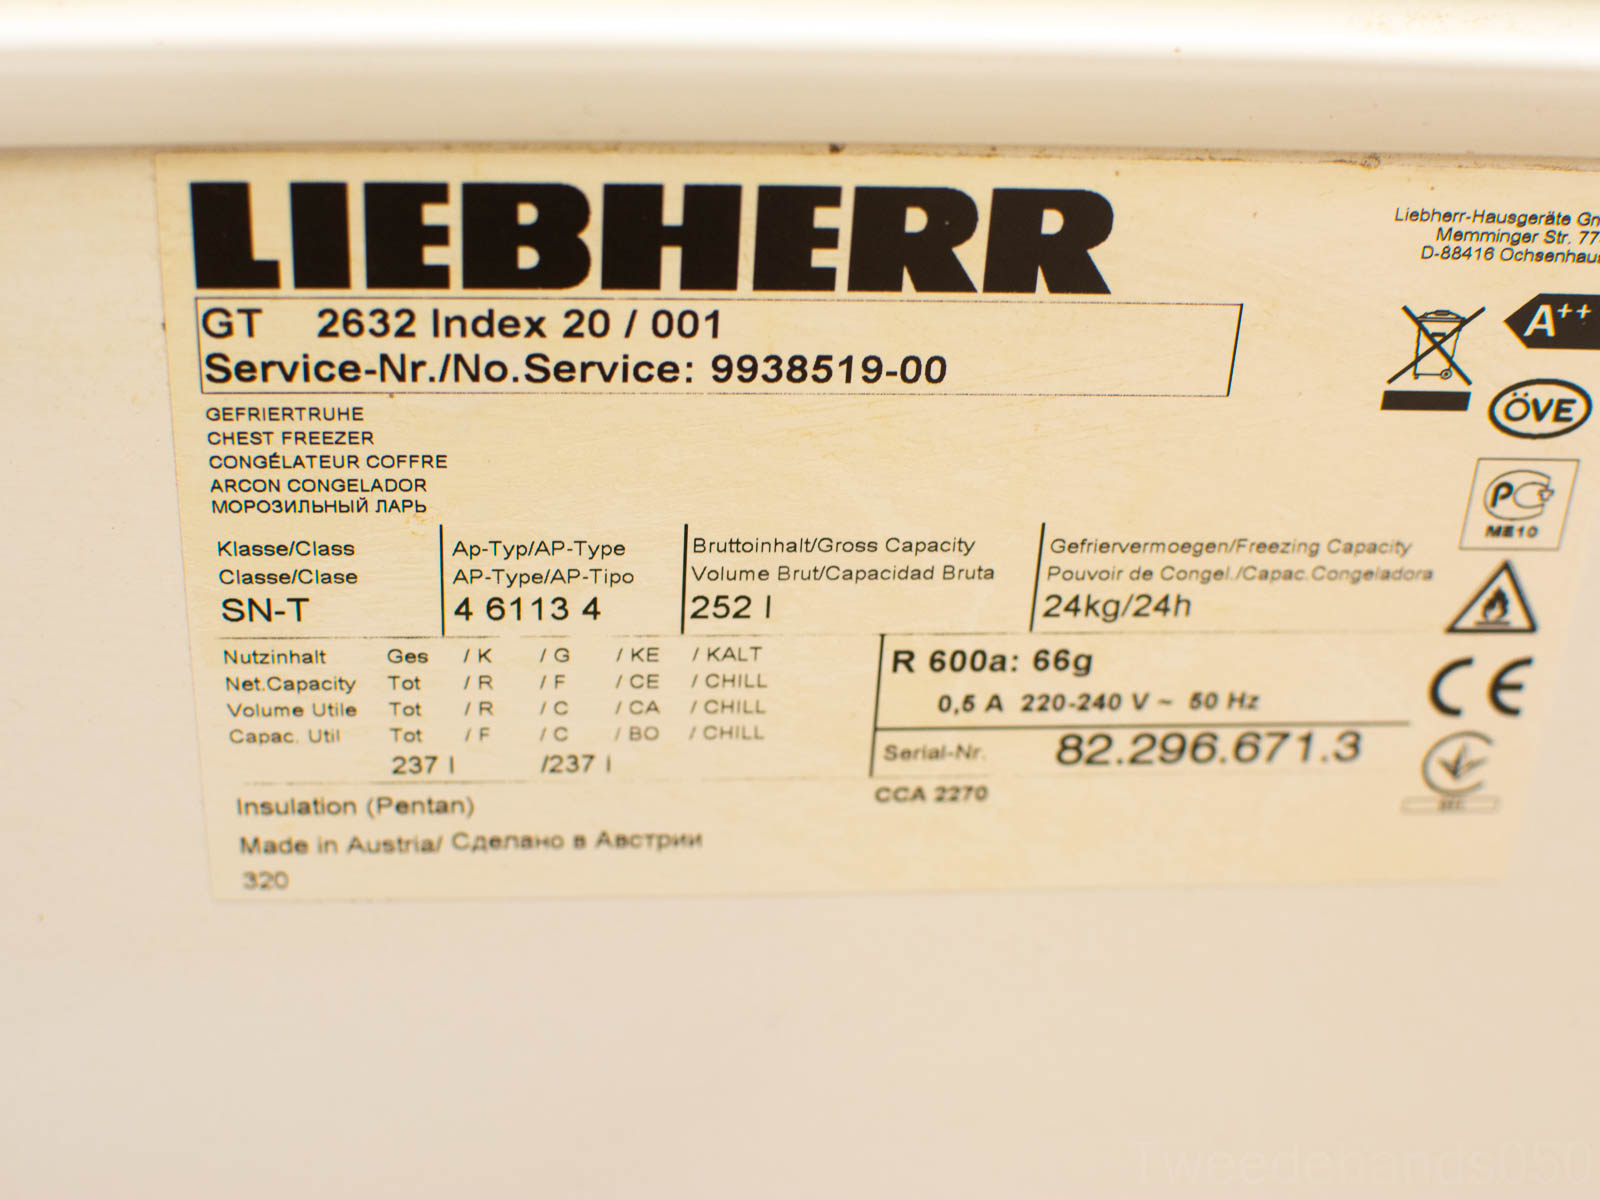 LIEBHERR
Liebherr-Hausgeräte
Memminger Str.
D-88416
GT 2632 Index 20 / 001
Service-Nr./No.Service: 9938519-00
A++
ÖVE
GEFRIERTRUHE
CHEST FREEZER
CONGÉLATEUR COFFRE
ARCON CONGELADOR
МОРОЗИЛЬНЫЙ ЛАРЬ
ME10
Klasse/Class
Classe/Clase
SN-T
Ap-Typ/AP-Type
AP-Type/AP-Tipo
4 6113 4
Bruttoinhalt/Gross Capacity
Volume Brut/Capacidad Bruta
252 l
Gefriervermoegen/Freezing Capacity
Pouvoir de Congel./Capac.Congeladora
24kg/24h
Nutzinhalt Ges / K / G / KE / KALT
Net.Capacity Tot / R / F / CE / CHILL
Volume Utile Tot / R / C / CA / CHILL
Capac. Util Tot / F / C / BO / CHILL
237 l /237 l
R 600a: 66g
0,5 A 220-240 V ~ 50 Hz
Serial-Nr. 82.296.671.3
CCA 2270
CE
Insulation (Pentan)
Made in Austria/ Сделано в Австрии
320
Tweedehands050